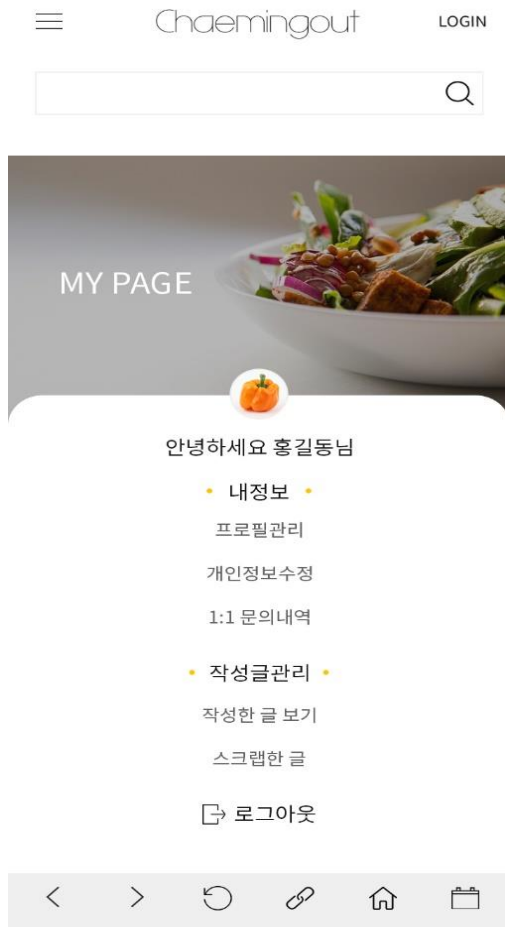 Chaemingout
LOGIN
MY PAGE
안녕하세요 홍길동님
내정보
프로필관리
개인정보수정
1:1 문의내역
작성글관리
작성한 글 보기
스크랩한 글
로그아웃